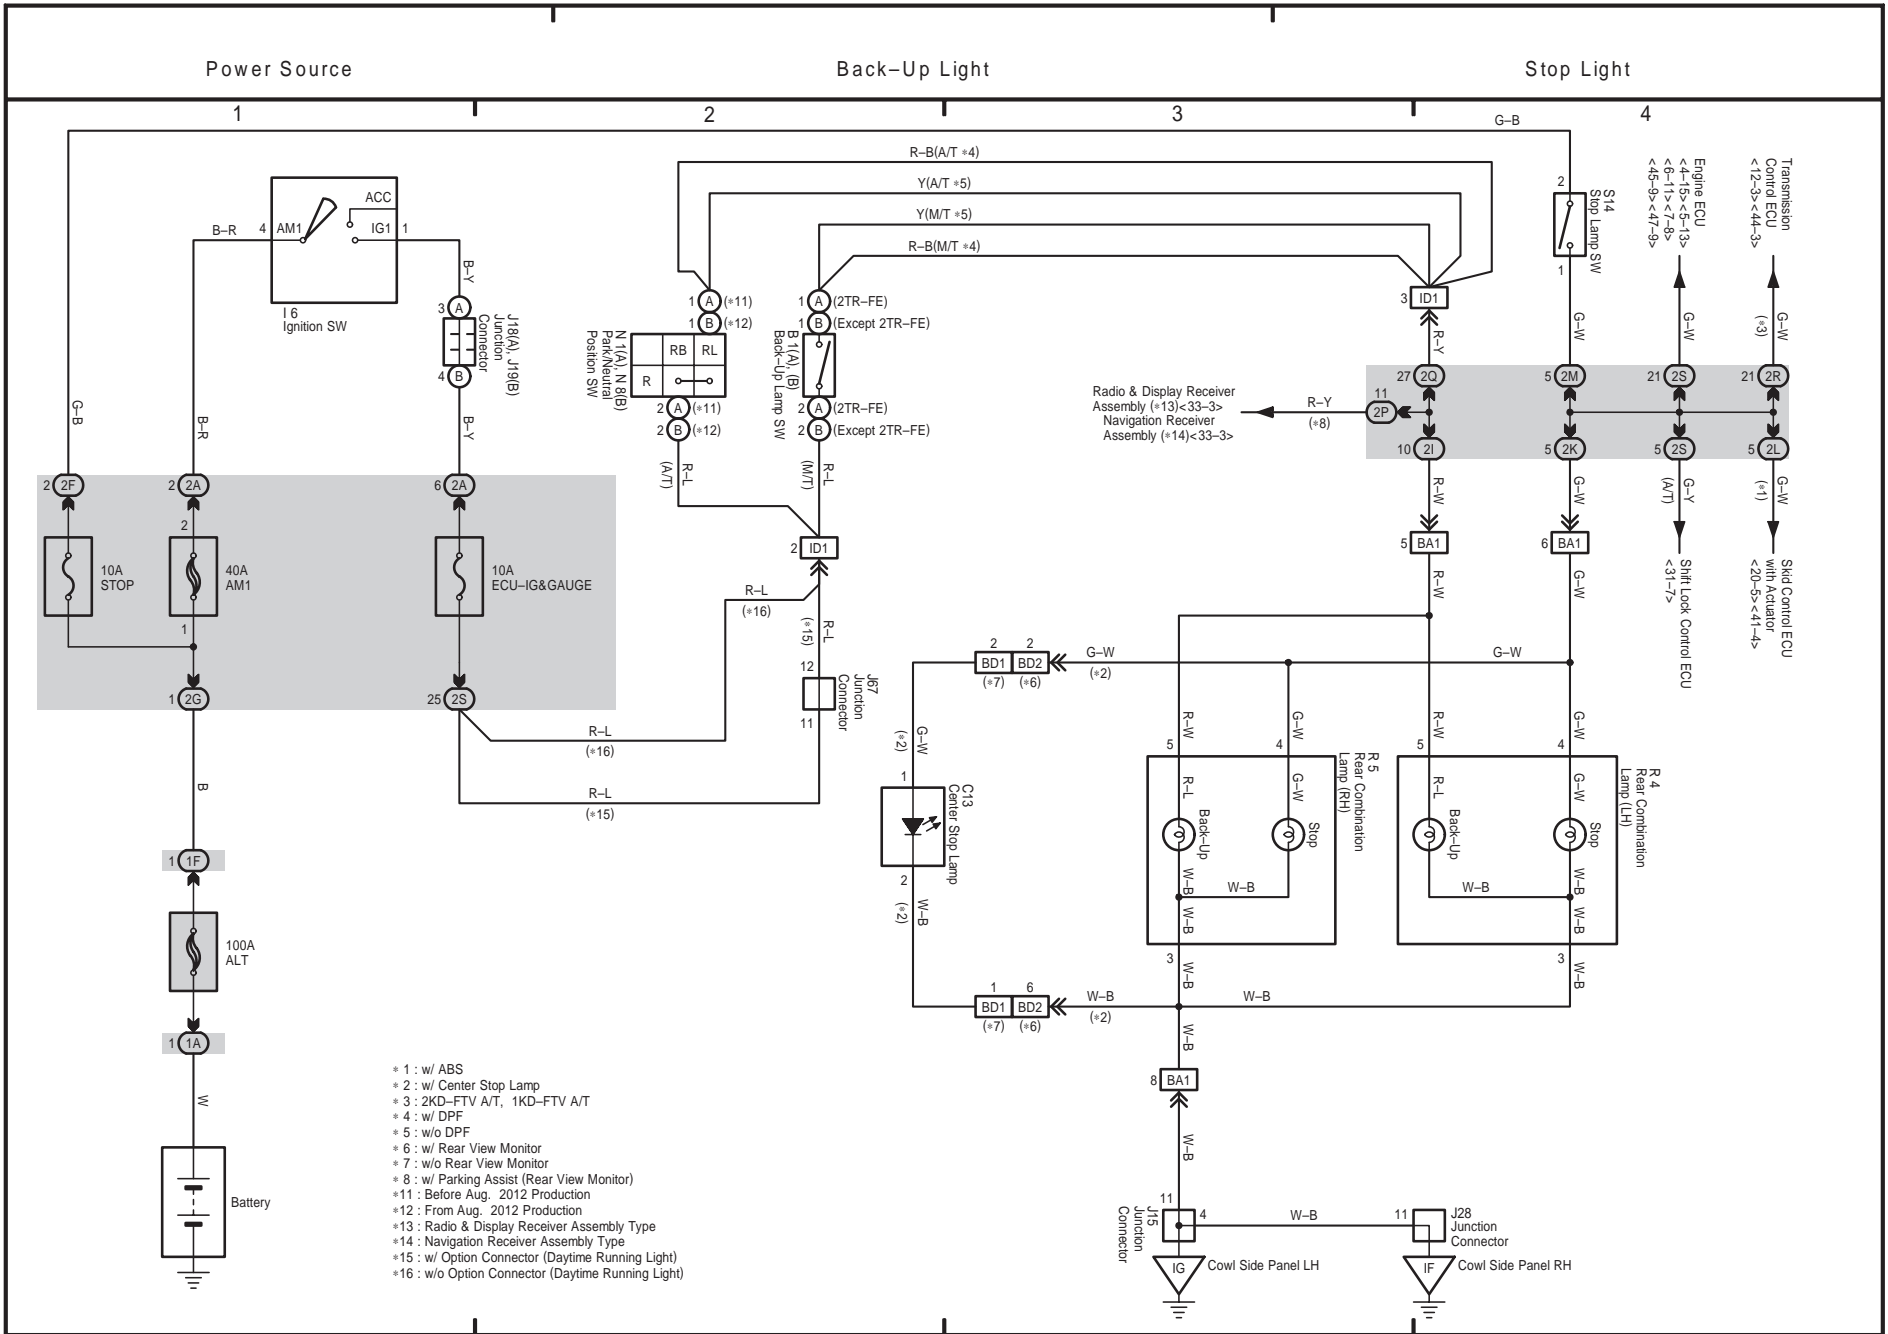 Power Source
Back–Up Light
Stop Light
1
2
3
4
G–B
R–B(A/T *4)
Y(A/T *5)
Y(M/T *5)
R–B(M/T *4)
B–R
4
AM1
ACC
IG1
1
I 6
Ignition SW
B–Y
3
A
J18(A), J19(B)
Junction
Connector
4
B
B–Y
G–B
B–R
1
A
(*11)
1
B
(*12)
N 1(A), N 8(B)
Park/Neutral
Position SW
RB
RL
R
2
A
(*11)
2
B
(*12)
R–L
(A/T)
1
A
(2TR–FE)
1
B
(Except 2TR–FE)
B 1(A), (B)
Back–Up Lamp SW
2
A
(2TR–FE)
2
B
(Except 2TR–FE)
R–L
(M/T)
3
ID1
R–Y
2
S14
Stop Lamp SW
1
G–W
Engine ECU
<4–15><5–13>
<6–11><7–8>
<45–9><47–9>
G–W
Transmission
Control ECU
<12–3><44–3>
G–W
(*3)
Radio & Display Receiver
Assembly (*13)<33–3>
Navigation Receiver
Assembly (*14)<33–3>
R–Y
(*8)
27
2Q
11
2P
10
2I
5
2M
5
2K
21
2S
5
2S
21
2R
5
2L
R–W
G–W
G–Y
(A/T)
G–W
(*1)
Shift Lock Control ECU
<31–7>
Skid Control ECU
with Actuator
<20–5><41–4>
5
BA1
6
BA1
R–W
G–W
2
2F
2
2A
6
2A
2
10A
STOP
40A
AM1
10A
ECU–IG&GAUGE
1
1
2G
25
2S
2
ID1
R–L
(*16)
R–L
(*15)
12
J67
Junction
Connector
11
R–L
(*16)
R–L
(*15)
2
2
BD1
BD2
(*7)
(*6)
G–W
(*2)
G–W
G–W
(*2)
1
C13
Center Stop Lamp
2
W–B
(*2)
R–W
5
G–W
4
R–L
G–W
Back–Up
Stop
W–B
W–B
W–B
R 5
Rear Combination
Lamp (RH)
3
W–B
R–W
5
G–W
4
R–L
G–W
Back–Up
Stop
W–B
W–B
W–B
R 4
Rear Combination
Lamp (LH)
3
W–B
1
6
BD1
BD2
(*7)
(*6)
W–B
(*2)
W–B
W–B
8
BA1
W–B
11
J15
Junction
Connector
4
W–B
11
J28
Junction
Connector
IG
Cowl Side Panel LH
IF
Cowl Side Panel RH
B
1
1F
100A
ALT
1
1A
W
Battery
* 1 : w/ ABS
* 2 : w/ Center Stop Lamp
* 3 : 2KD–FTV A/T, 1KD–FTV A/T
* 4 : w/ DPF
* 5 : w/o DPF
* 6 : w/ Rear View Monitor
* 7 : w/o Rear View Monitor
* 8 : w/ Parking Assist (Rear View Monitor)
*11 : Before Aug. 2012 Production
*12 : From Aug. 2012 Production
*13 : Radio & Display Receiver Assembly Type
*14 : Navigation Receiver Assembly Type
*15 : w/ Option Connector (Daytime Running Light)
*16 : w/o Option Connector (Daytime Running Light)